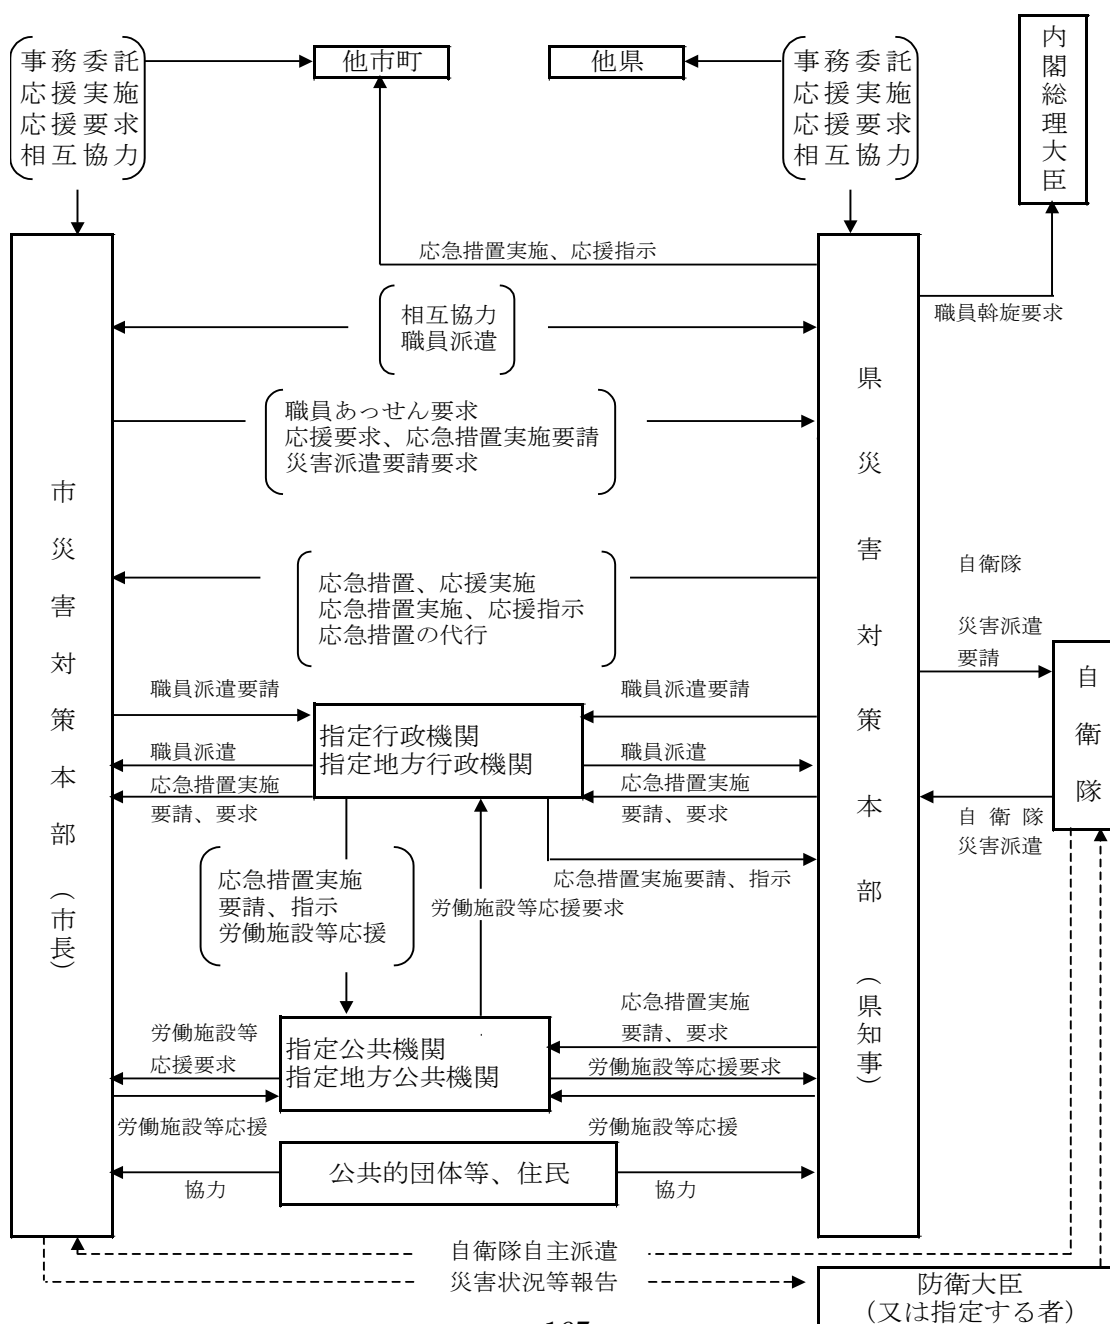 事務委託
応援実施
応援要求
相互協力
他市町
他県
事務委託
応援実施
応援要求
相互協力
内閣総理大臣
応急措置実施、応援指示
職員斡旋要求
相互協力
職員派遣
職員あっせん要求
応援要求、応急措置実施要請
災害派遣要請要求
応急措置、応援実施
応急措置実施、応援指示
応急措置の代行
市災害対策本部（市長）
県災害対策本部（県知事）
自衛隊
災害派遣
要請
自衛隊
自衛隊
災害派遣
職員派遣要請
職員派遣
応急措置実施
要請、要求
指定行政機関
指定地方行政機関
職員派遣要請
職員派遣
応急措置実施
要請、要求
応急措置実施
要請、指示
労働施設等応援
労働施設等応援要求
応急措置実施要請、指示
労働施設等
応援要求
指定公共機関
指定地方公共機関
応急措置実施
要請、要求
労働施設等応援要求
労働施設等応援
労働施設等応援
協力
公共的団体等、住民
協力
自衛隊自主派遣
災害状況等報告
防衛大臣
（又は指定する者）